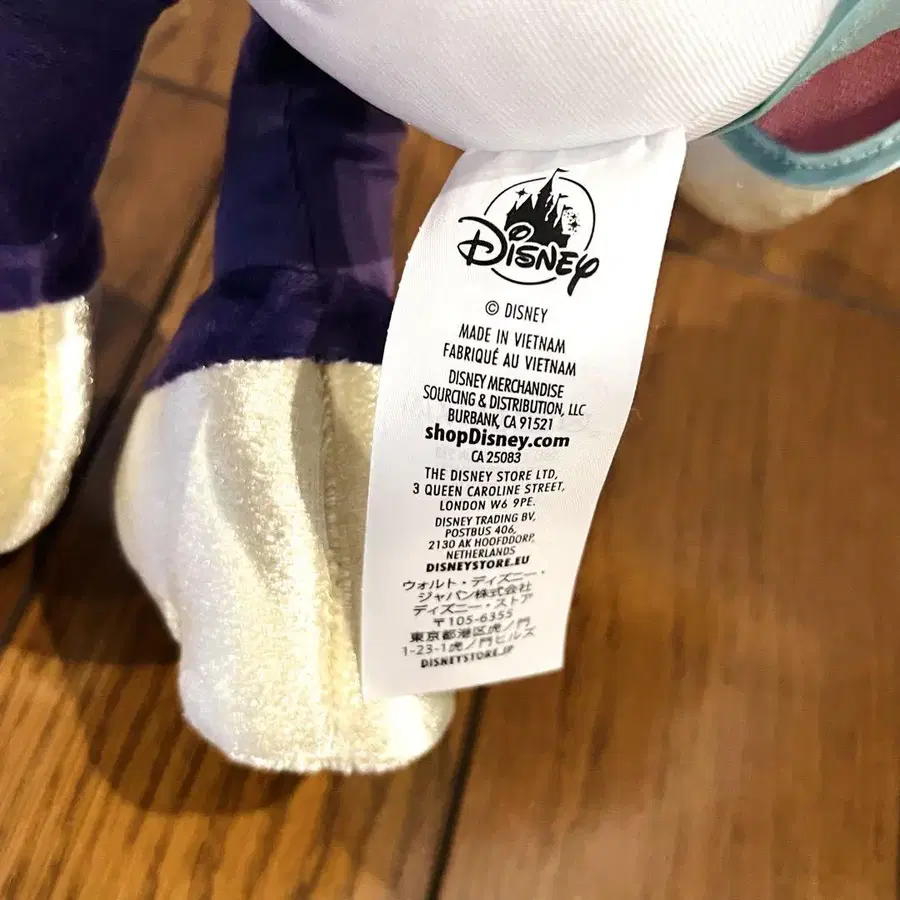 Disney
© DISNEY
MADE IN VIETNAM
FABRIQUÉ AU VIETNAM
DISNEY MERCHANDISE
SOURCING & DISTRIBUTION, LLC
BURBANK, CA 91521
shopDisney.com
CA 25083
THE DISNEY STORE LTD,
3 QUEEN CAROLINE STREET,
LONDON W6 9PE.
DISNEY TRADING BV,
POSTBUS 406,
2130 AK HOOFDDORP,
NETHERLANDS
DISNEYSTORE.EU
ウォルト・ディズニー・
ジャパン株式会社
ディズニー・ストア
〒105-6355
東京都港区虎ノ門
1-23-1虎ノ門ヒルズ
DISNEYSTORE.JP